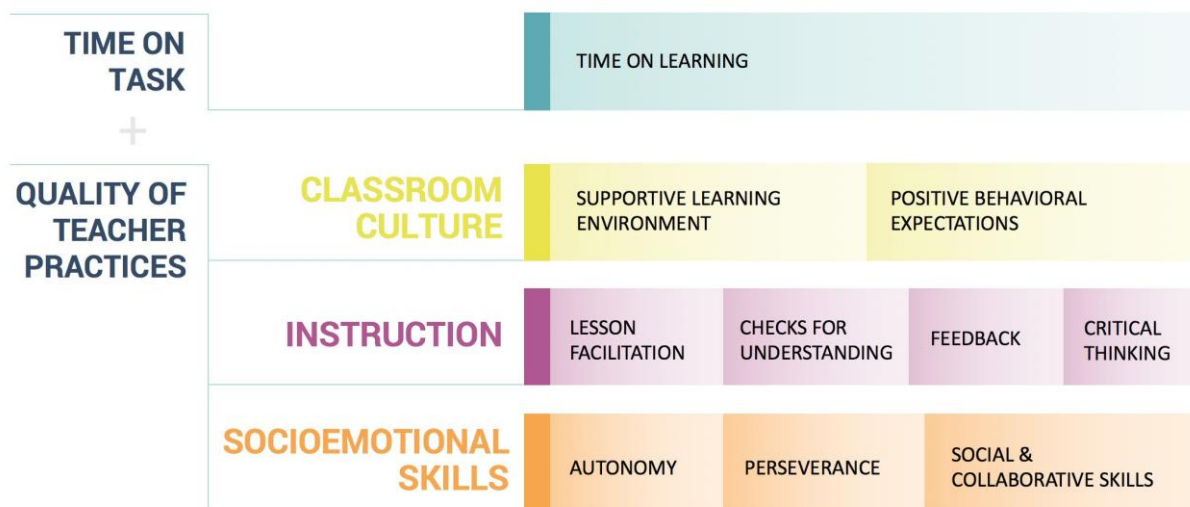 TIME ON
TASK
TIME ON LEARNING
+
QUALITY OF
TEACHER
PRACTICES
CLASSROOM
CULTURE
SUPPORTIVE LEARNING
ENVIRONMENT
POSITIVE BEHAVIORAL
EXPECTATIONS
INSTRUCTION
LESSON
FACILITATION
CHECKS FOR
UNDERSTANDING
FEEDBACK
CRITICAL
THINKING
SOCIOEMOTIONAL
SKILLS
AUTONOMY
PERSEVERANCE
SOCIAL &
COLLABORATIVE SKILLS